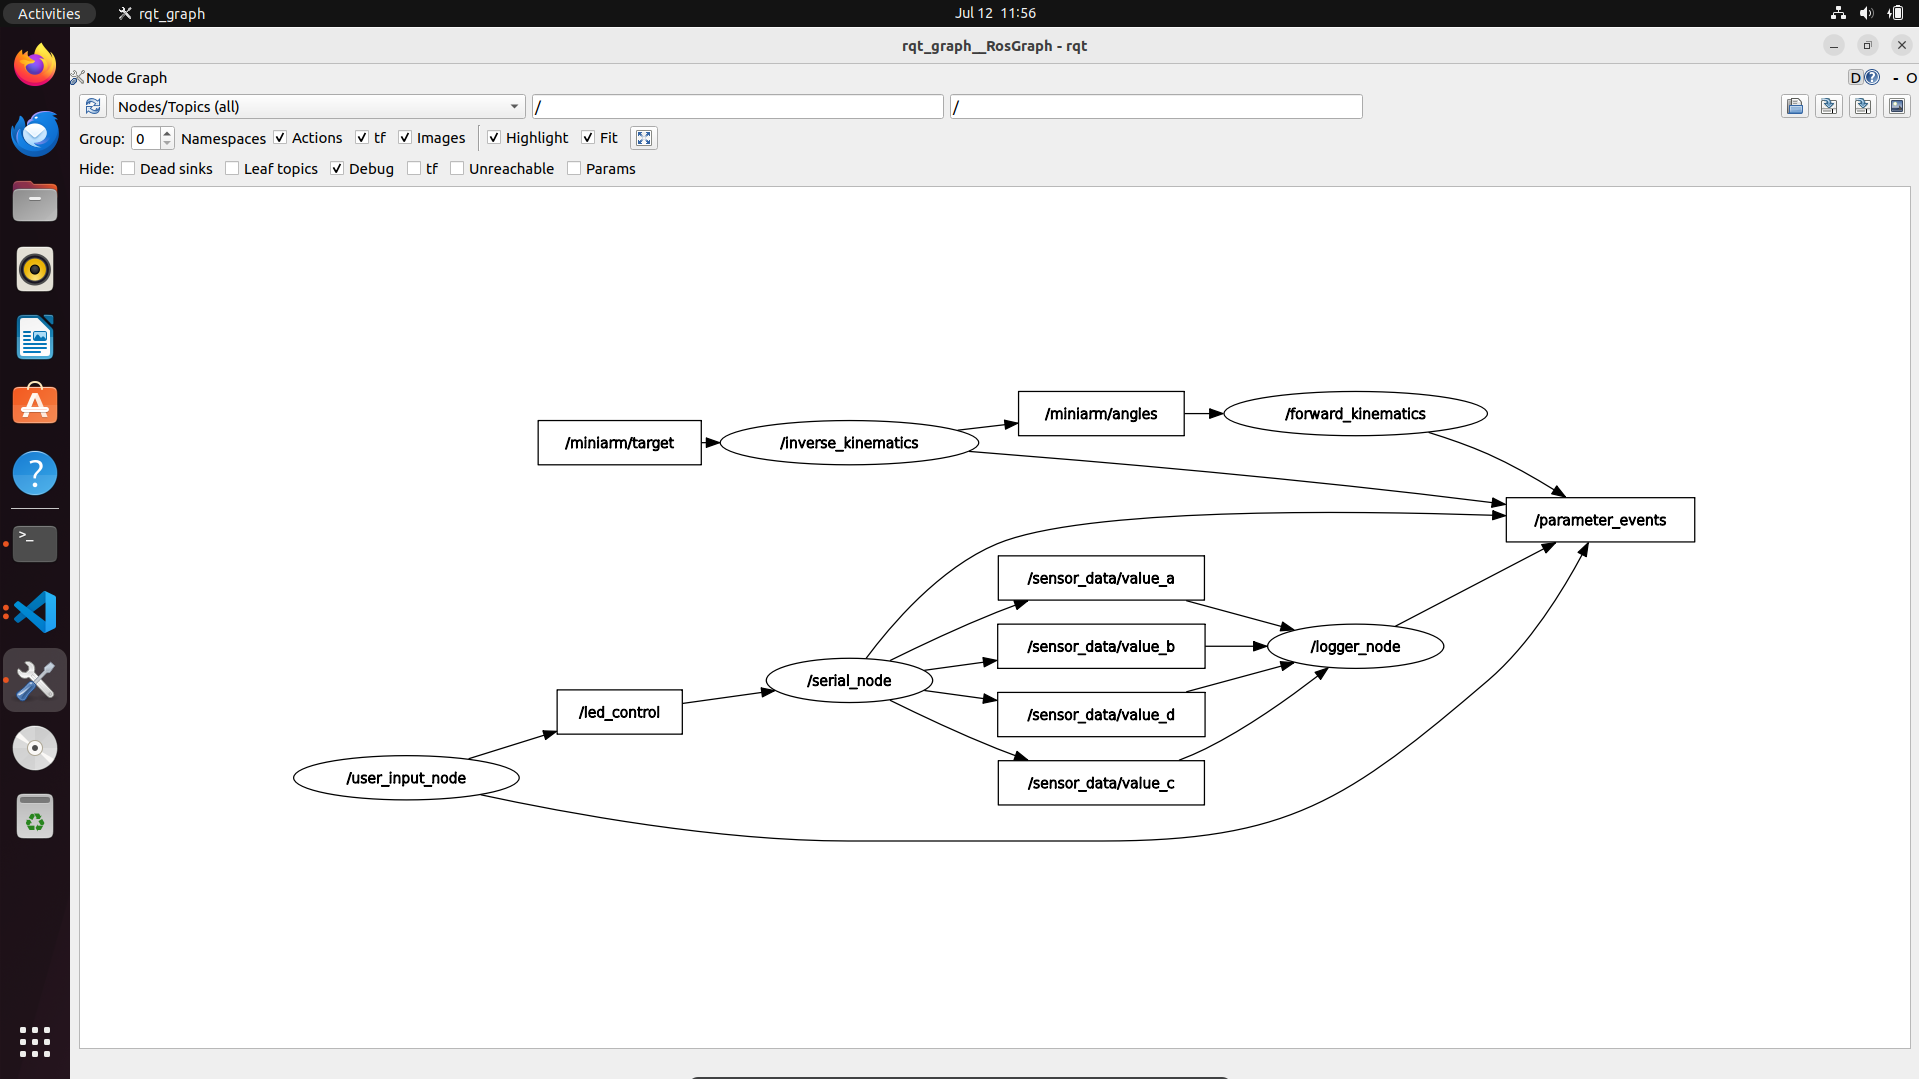 Activities rqt_graph Jul 12 11:56
rqt_graph__RosGraph - rqt
Node Graph D - O
Nodes/Topics (all) / /
Group: 0 Namespaces Actions tf Images Highlight Fit
Hide: Dead sinks Leaf topics Debug tf Unreachable Params
/miniarm/angles
/forward_kinematics
/miniarm/target
/inverse_kinematics
/parameter_events
/sensor_data/value_a
/sensor_data/value_b
/logger_node
/serial_node
/led_control
/sensor_data/value_d
/user_input_node
/sensor_data/value_c